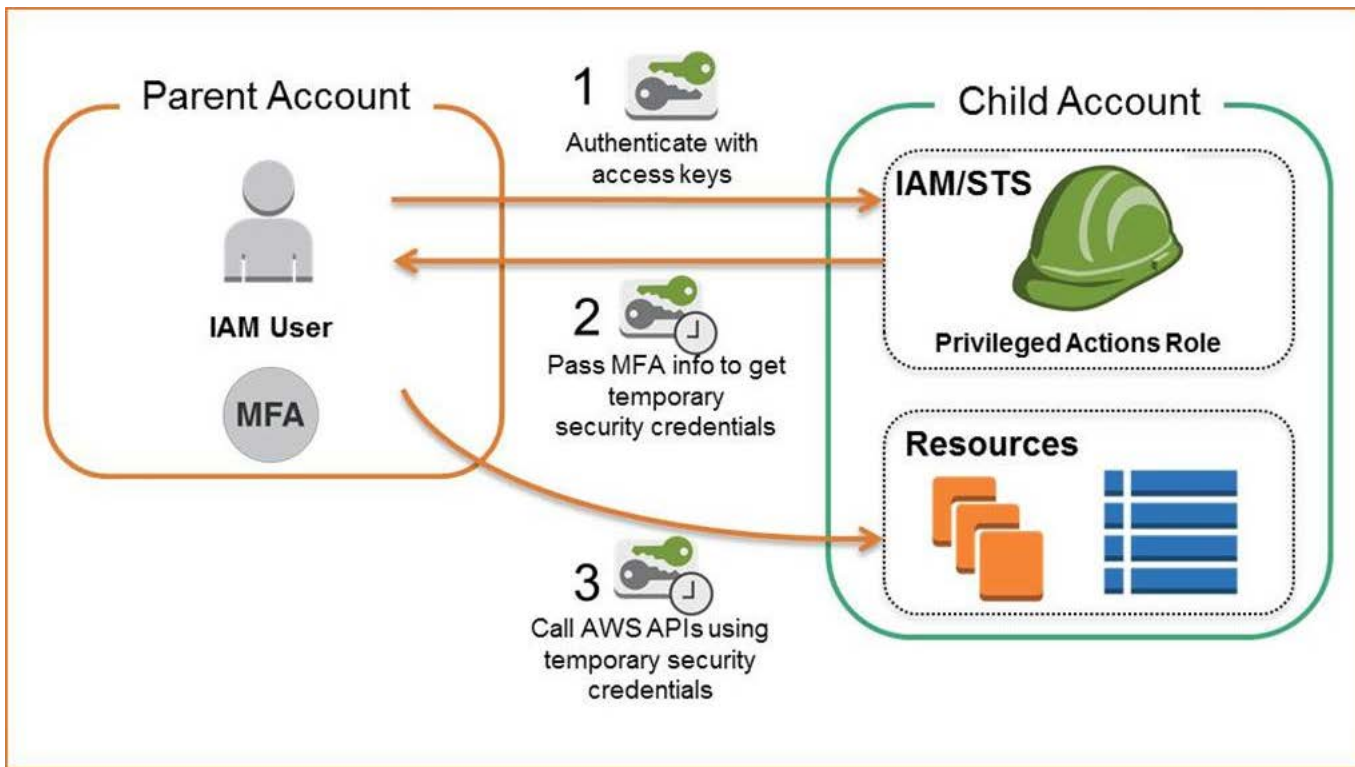 Parent Account
IAM User
MFA
1
Authenticate with
access keys
2
Pass MFA info to get
temporary
security credentials
3
Call AWS APIs using
temporary security
credentials
Child Account
IAM/STS
Privileged Actions Role
Resources